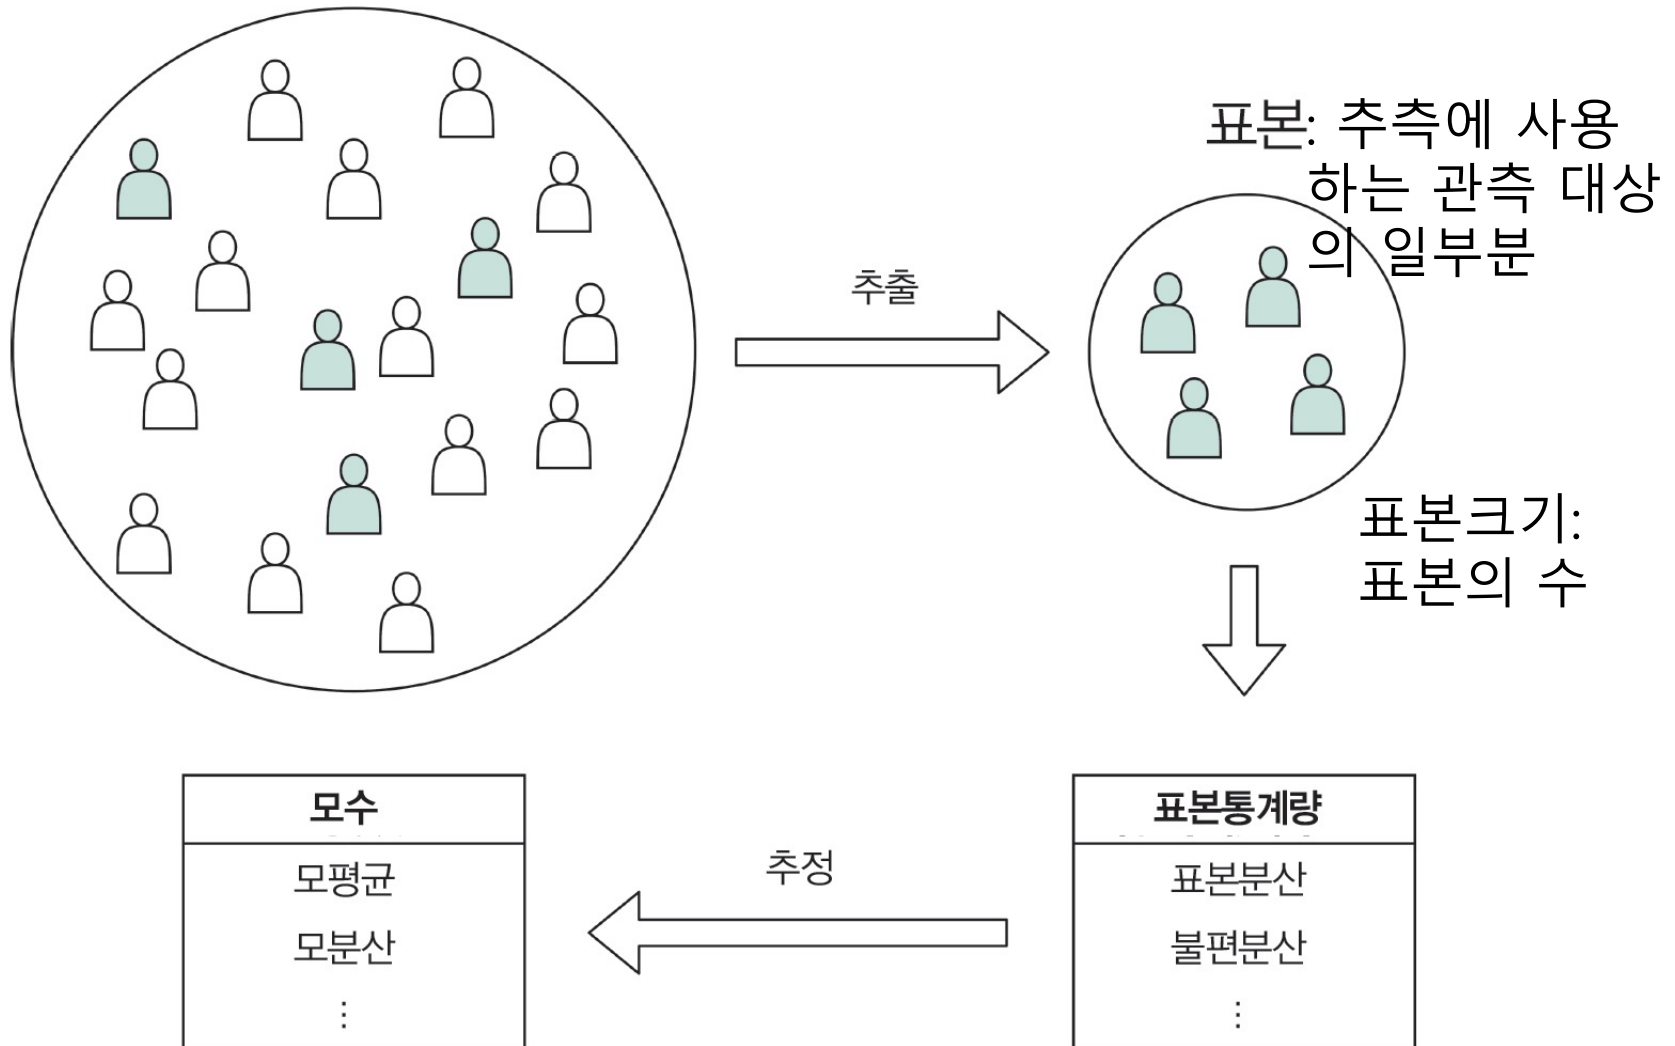 표본: 추측에 사용
하는 관측 대상
의 일부분
추출
표본크기:
표본의 수
모수
모평균
모분산
⋮
추정
표본통계량
표본분산
불편분산
⋮